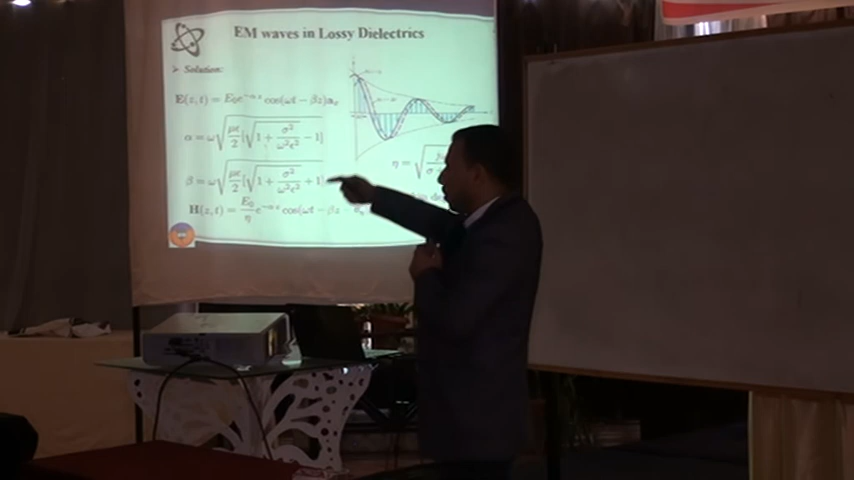 EM waves in Lossy Dielectrics
➤ Solution:
E(z, t) = E₀e^{-αz} cos(ωt − βz)aₓ
α = ω√(με/2 [√(1 + σ²/ω²ε²) − 1])
β = ω√(με/2 [√(1 + σ²/ω²ε²) + 1])
η = √
H(z, t) = E₀/η e^{-αz} cos(ωt − βz −